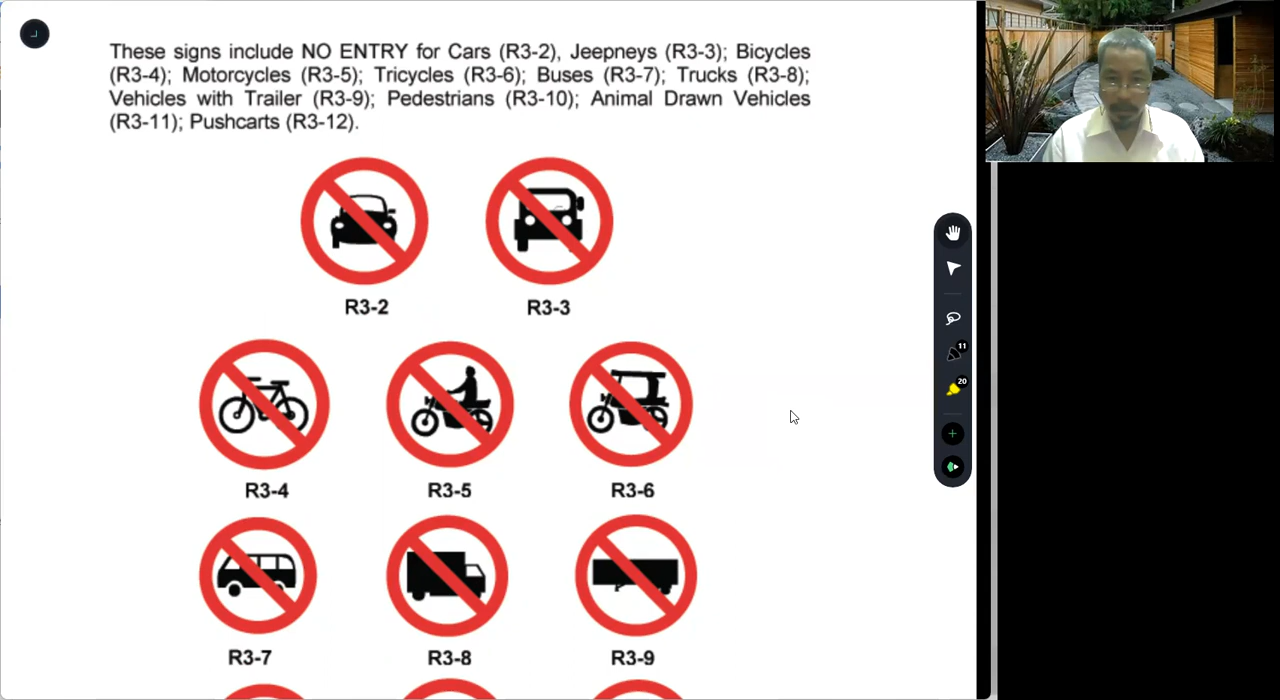 These signs include NO ENTRY for Cars (R3-2), Jeepneys (R3-3); Bicycles
(R3-4); Motorcycles (R3-5); Tricycles (R3-6); Buses (R3-7); Trucks (R3-8);
Vehicles with Trailer (R3-9); Pedestrians (R3-10); Animal Drawn Vehicles
(R3-11); Pushcarts (R3-12).
R3-2
R3-3
R3-4
R3-5
R3-6
R3-7
R3-8
R3-9
11
20